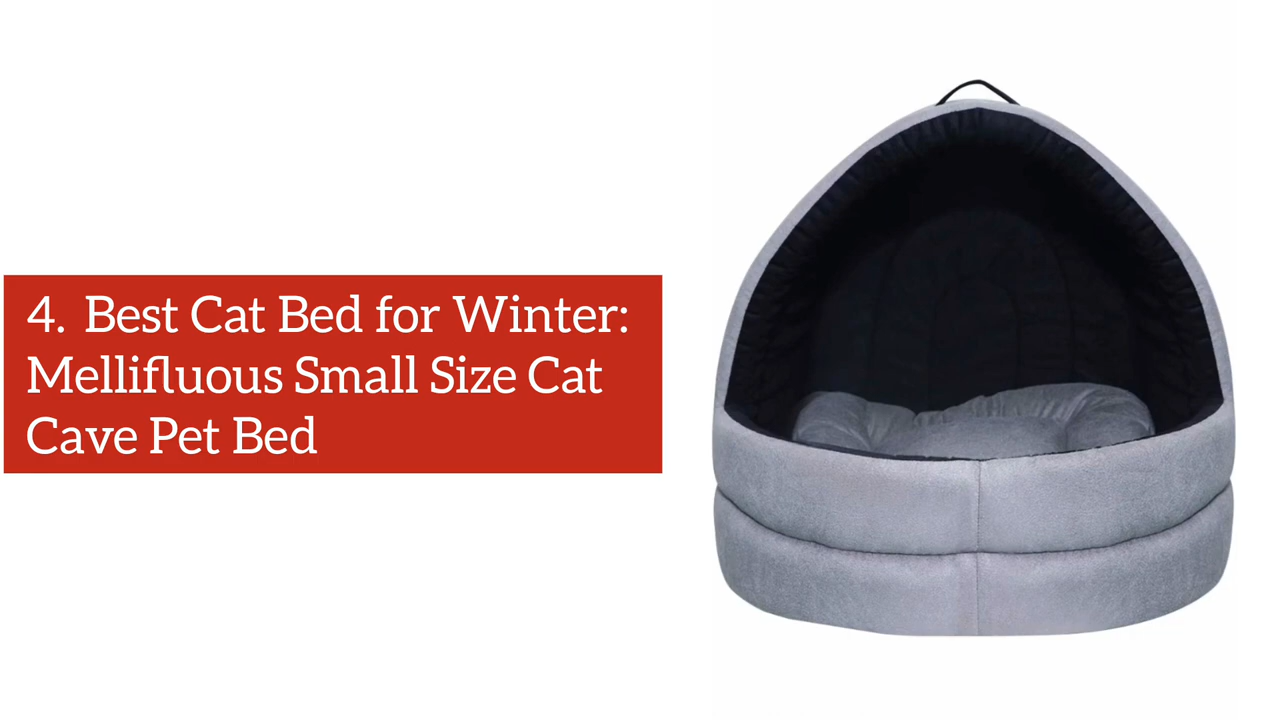 4. Best Cat Bed for Winter:
Mellifluous Small Size Cat
Cave Pet Bed